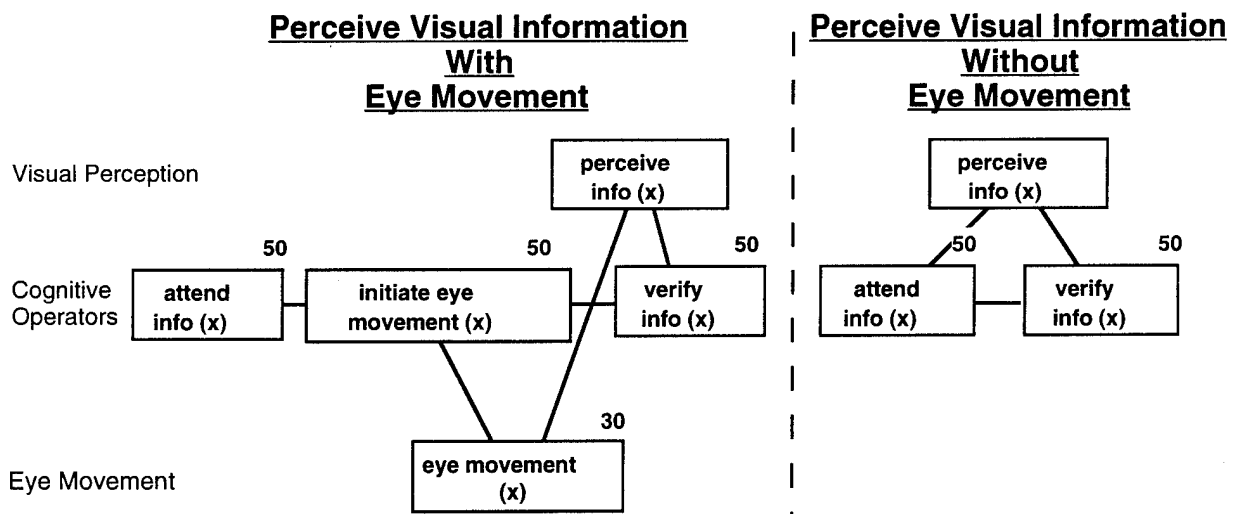 Perceive Visual Information
With
Eye Movement
Visual Perception
perceive
info (x)
50
50
50
Cognitive
Operators
attend
info (x)
initiate eye
movement (x)
verify
info (x)
30
Eye Movement
eye movement
(x)
Perceive Visual Information
Without
Eye Movement
perceive
info (x)
50
50
attend
info (x)
verify
info (x)